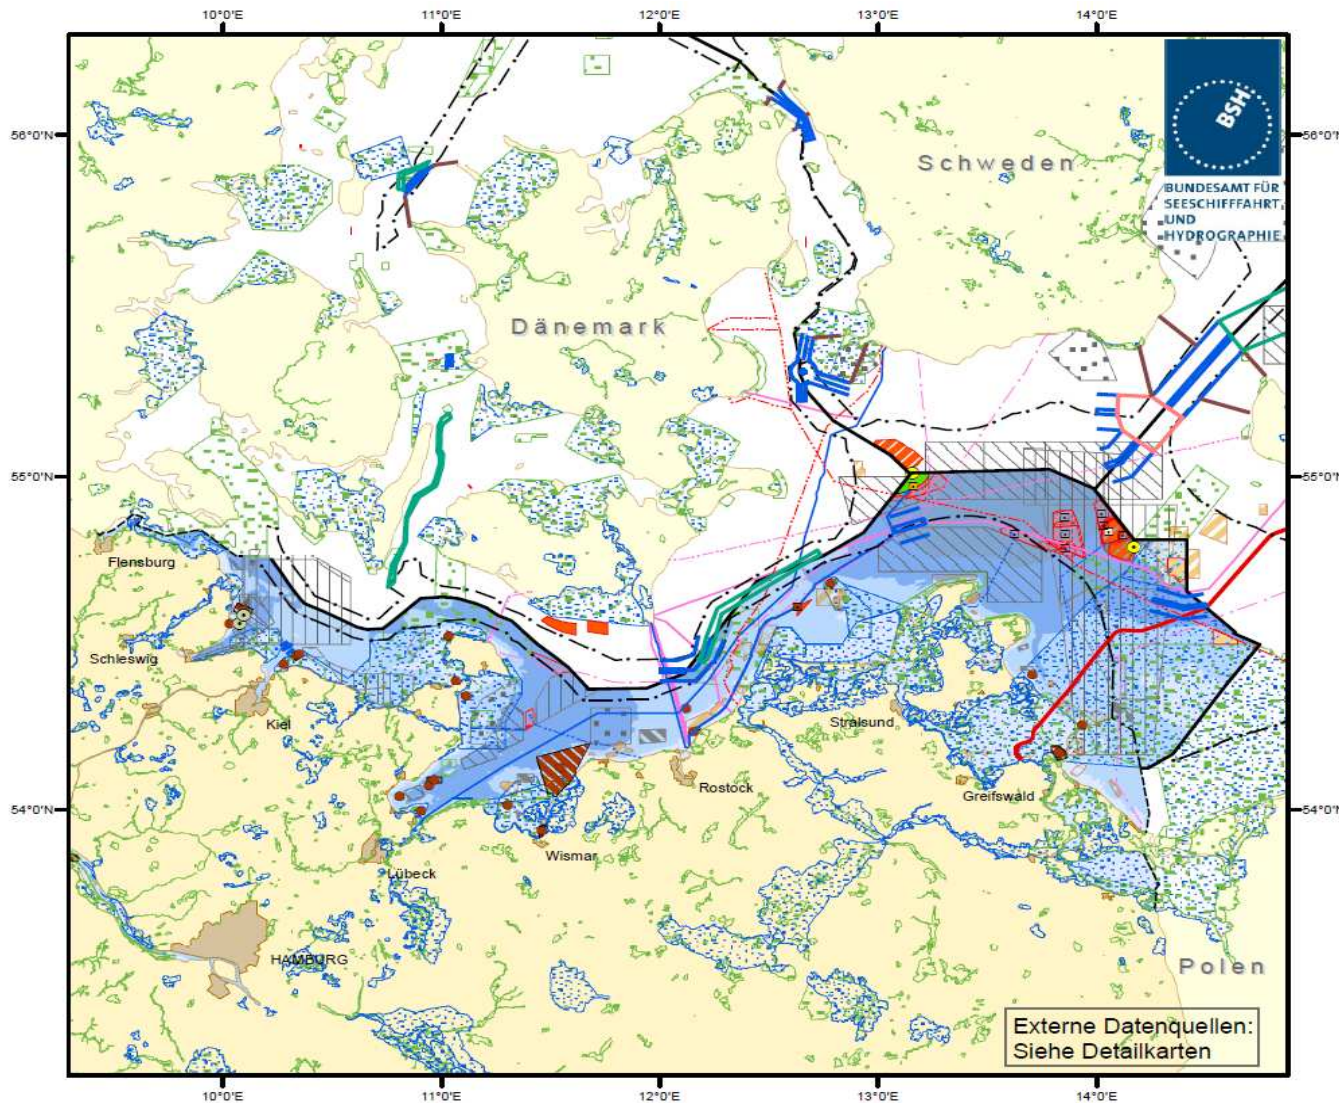 10°0'E 11°0'E 12°0'E 13°0'E 14°0'E
BSH
56°0'N 56°0'N
Schweden
BUNDESAMT FÜR
SEESCHIFFFAHRT
UND
HYDROGRAPHIE
Dänemark
55°0'N 55°0'N
Flensburg
Schleswig
Kiel
Stralsund
Rostock
Greifswald
54°0'N 54°0'N
Wismar
Lübeck
HAMBURG
Polen
Externe Datenquellen:
Siehe Detailkarten
10°0'E 11°0'E 12°0'E 13°0'E 14°0'E